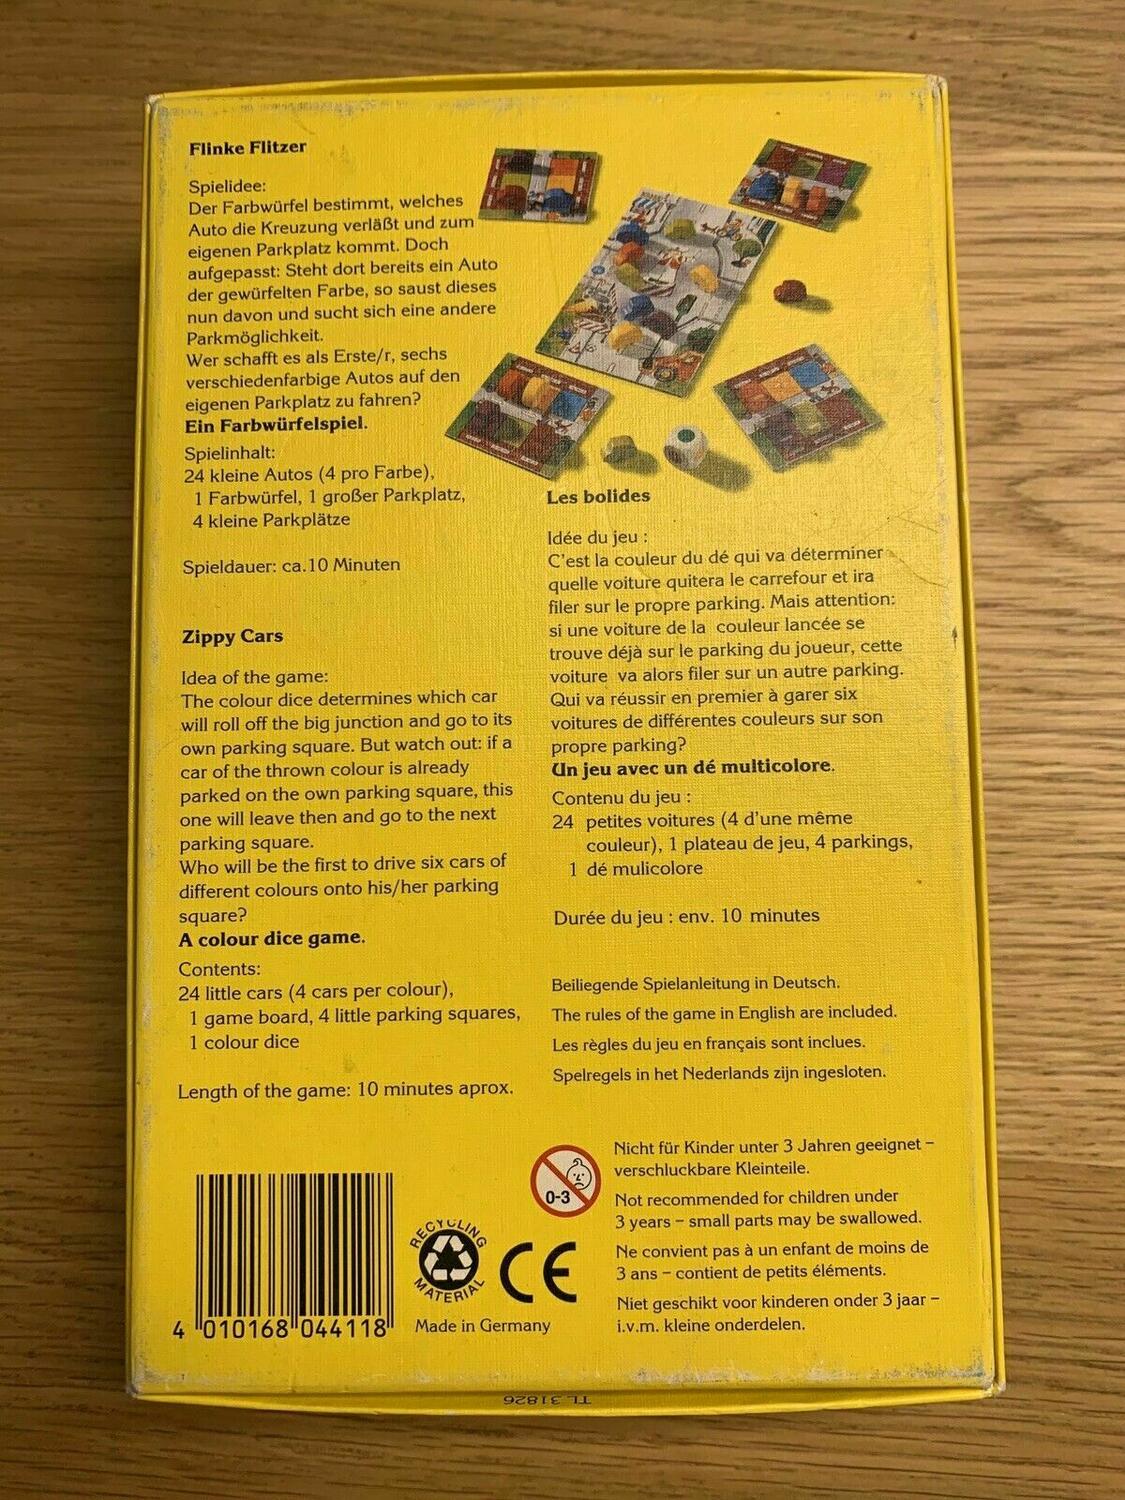 Flinke Flitzer
Spielidee:
Der Farbwürfel bestimmt, welches
Auto die Kreuzung verläßt und zum
eigenen Parkplatz kommt. Doch
aufgepasst: Steht dort bereits ein Auto
der gewürfelten Farbe, so saust dieses
nun davon und sucht sich eine andere
Parkmöglichkeit.
Wer schafft es als Erste/r, sechs
verschiedenfarbige Autos auf den
eigenen Parkplatz zu fahren?
Ein Farbwürfelspiel.
Spielinhalt:
24 kleine Autos (4 pro Farbe),
1 Farbwürfel, 1 großer Parkplatz,
4 kleine Parkplätze
Spieldauer: ca.10 Minuten
Zippy Cars
Idea of the game:
The colour dice determines which car
will roll off the big junction and go to its
own parking square. But watch out: if a
car of the thrown colour is already
parked on the own parking square, this
one will leave then and go to the next
parking square.
Who will be the first to drive six cars of
different colours onto his/her parking
square?
A colour dice game.
Contents:
24 little cars (4 cars per colour),
1 game board, 4 little parking squares,
1 colour dice
Length of the game: 10 minutes aprox.
Les bolides
Idée du jeu :
C'est la couleur du dé qui va déterminer
quelle voiture quitera le carrefour et ira
filer sur le propre parking. Mais attention:
si une voiture de la couleur lancée se
trouve déjà sur le parking du joueur, cette
voiture va alors filer sur un autre parking.
Qui va réussir en premier à garer six
voitures de différentes couleurs sur son
propre parking?
Un jeu avec un dé multicolore.
Contenu du jeu :
24 petites voitures (4 d'une même
couleur), 1 plateau de jeu, 4 parkings,
1 dé mulicolore
Durée du jeu : env. 10 minutes
Beiliegende Spielanleitung in Deutsch.
The rules of the game in English are included.
Les règles du jeu en français sont inclues.
Spelregels in het Nederlands zijn ingesloten.
0-3
Nicht für Kinder unter 3 Jahren geeignet –
verschluckbare Kleinteile.
Not recommended for children under
3 years – small parts may be swallowed.
Ne convient pas à un enfant de moins de
3 ans – contient de petits éléments.
Niet geschikt voor kinderen onder 3 jaar –
i.v.m. kleine onderdelen.
RECYCLING
MATERIAL
CE
Made in Germany
4 010168 044118
TL 31826